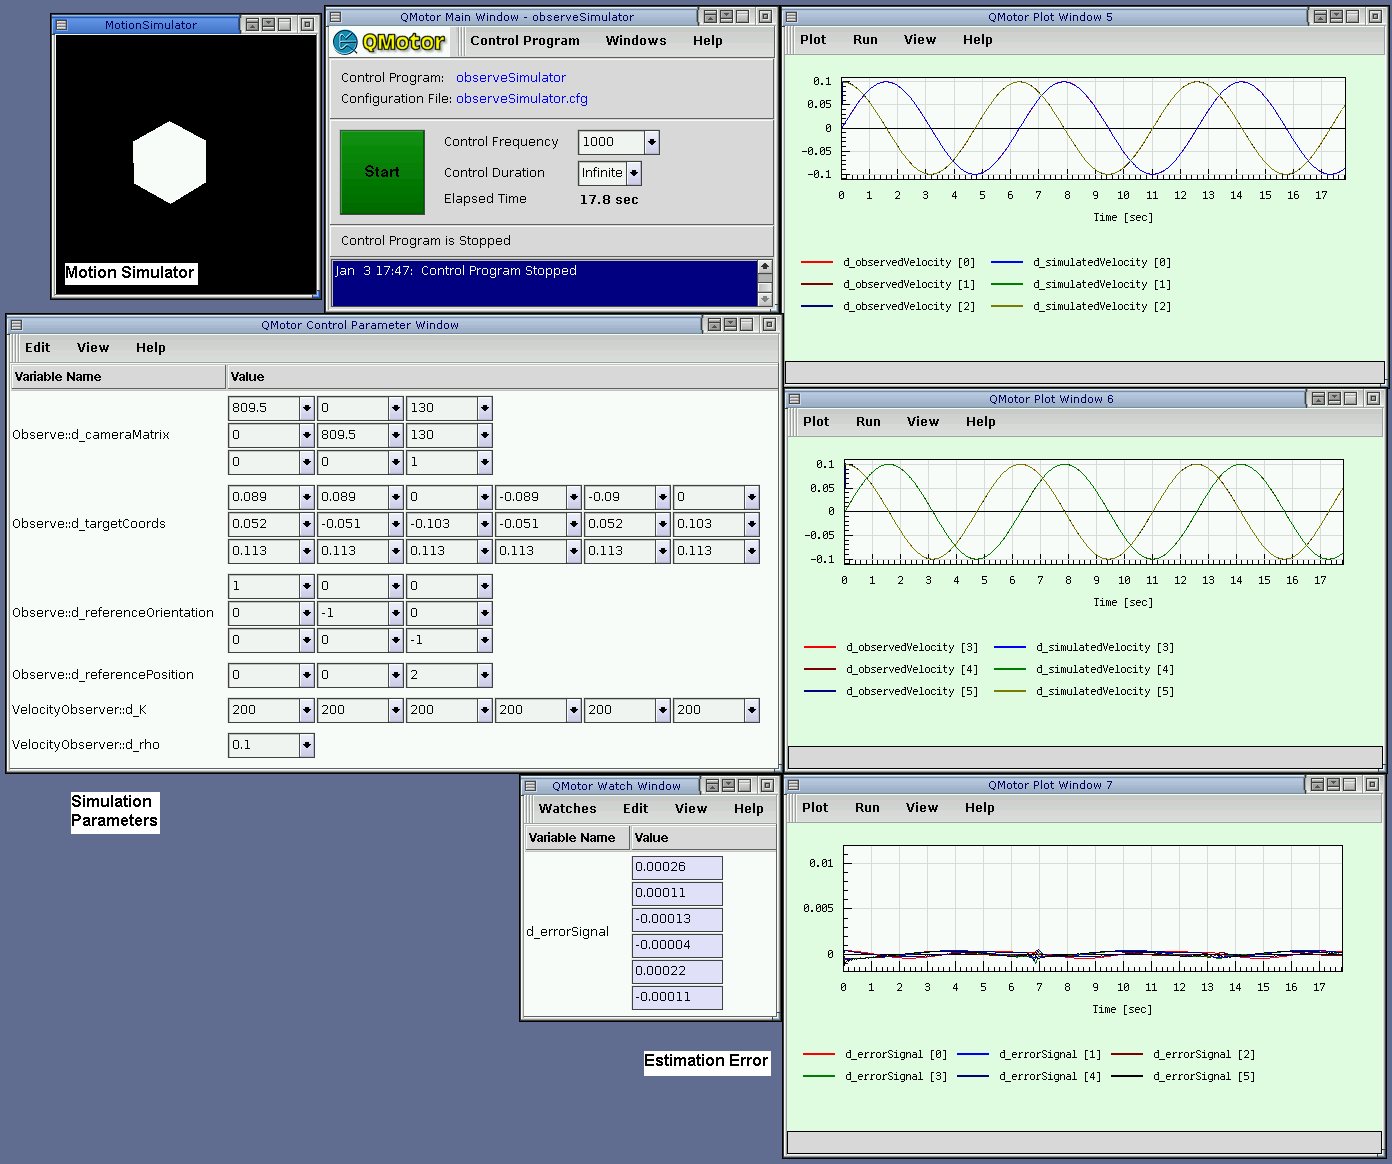 MotionSimulator
Motion Simulator
QMotor Main Window - observeSimulator
QMotor
Control Program Windows Help
Control Program: observeSimulator
Configuration File: observeSimulator.cfg
Start
Control Frequency 1000
Control Duration Infinite
Elapsed Time 17.8 sec
Control Program is Stopped
Jan 3 17:47: Control Program Stopped
QMotor Plot Window 5
Plot Run View Help
0.1
0.05
0
-0.05
-0.1
0 1 2 3 4 5 6 7 8 9 10 11 12 13 14 15 16 17
Time [sec]
d_observedVelocity [0] d_simulatedVelocity [0]
d_observedVelocity [1] d_simulatedVelocity [1]
d_observedVelocity [2] d_simulatedVelocity [2]
QMotor Control Parameter Window
Edit View Help
Variable Name Value
809.5 0 130
Observe::d_cameraMatrix 0 809.5 130
0 0 1
0.089 0.089 0 -0.089 -0.09 0
Observe::d_targetCoords 0.052 -0.051 -0.103 -0.051 0.052 0.103
0.113 0.113 0.113 0.113 0.113 0.113
1 0 0
Observe::d_referenceOrientation 0 -1 0
0 0 -1
Observe::d_referencePosition 0 0 2
VelocityObserver::d_K 200 200 200 200 200 200
VelocityObserver::d_rho 0.1
Simulation
Parameters
QMotor Plot Window 6
Plot Run View Help
0.1
0.05
0
-0.05
-0.1
0 1 2 3 4 5 6 7 8 9 10 11 12 13 14 15 16 17
Time [sec]
d_observedVelocity [3] d_simulatedVelocity [3]
d_observedVelocity [4] d_simulatedVelocity [4]
d_observedVelocity [5] d_simulatedVelocity [5]
QMotor Watch Window
Watches Edit View Help
Variable Name Value
0.00026
0.00011
-0.00013
d_errorSignal
-0.00004
0.00022
-0.00011
Estimation Error
QMotor Plot Window 7
Plot Run View Help
0.01
0.005
0
0 1 2 3 4 5 6 7 8 9 10 11 12 13 14 15 16 17
Time [sec]
d_errorSignal [0] d_errorSignal [1] d_errorSignal [2]
d_errorSignal [3] d_errorSignal [4] d_errorSignal [5]